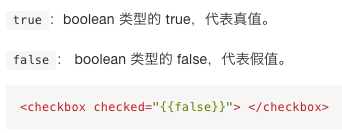 true： boolean 类型的 true，代表真值。
false： boolean 类型的 false，代表假值。
<checkbox checked="{{false}}"> </checkbox>